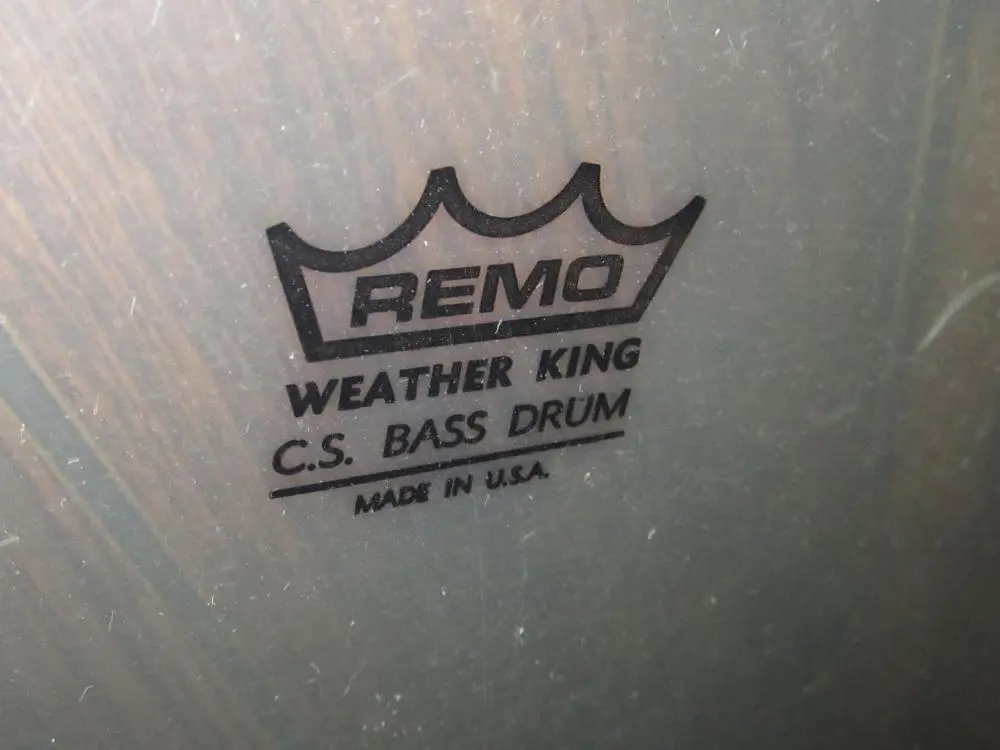 REMO
WEATHER KING
C.S. BASS DRUM
MADE IN U.S.A.